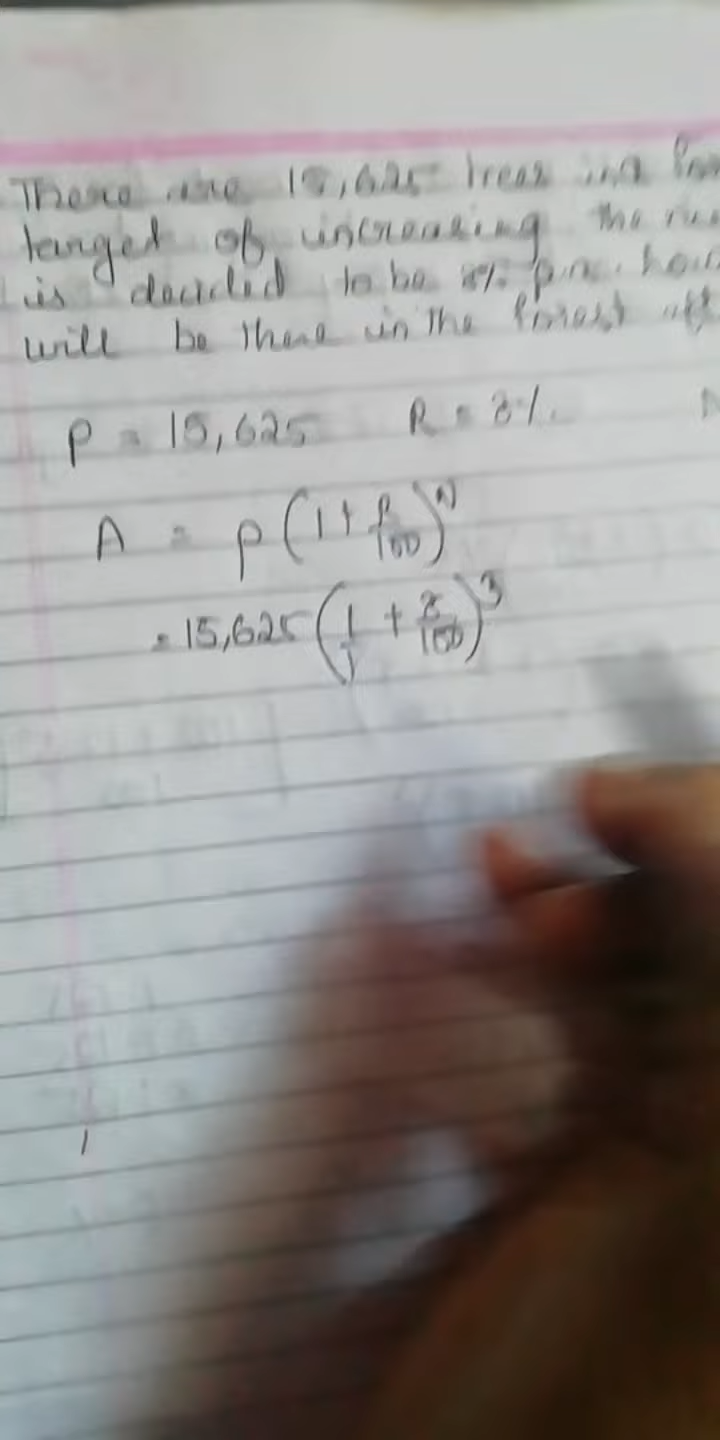 There are 15,625 trees in a
target of increasing the
is decided to be 8% p.a. how
will be there in the forest
P = 15,625 R = 8%
A = P(1 + R/100)^N
= 15,625 (1/1 + 8/100)^3